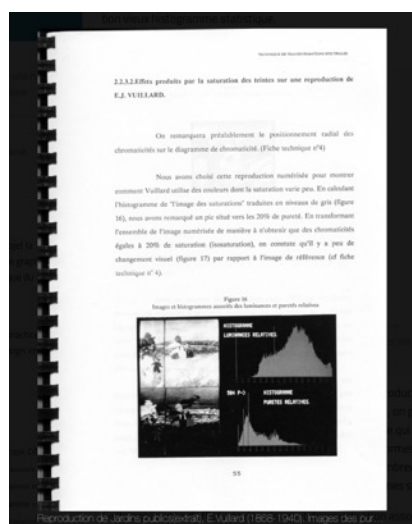 bon vieux histogramme statistique.
2.2.3.2.Effets produits par la saturation des teintes sur une reproduction de
E.J. VUILLARD.
On remarquera préalablement le positionnement radial des
chromaticités sur le diagramme de chromaticité. (Fiche technique n°4)
Nous avons choisi cette reproduction numérisée pour montrer
comment Vuillard utilise des couleurs dont la saturation varie peu. En calculant
l'histogramme de "l'image des saturations" traduites en niveaux de gris (figure
16), nous avons remarqué un pic situé vers les 20% de pureté. En transformant
l'ensemble de l'image numérisée de manière à n'obtenir que des chromaticités
égales à 20% de saturation (isosaturation), on constate qu'il y a peu de
changement visuel (figure 17) par rapport à l'image de référence (cf fiche
technique n° 4).
Figure 16
Images et histogrammes associés des luminances et puretés relatives
HISTOGRAMME
LUMINANCES RELATIVES.
HISTOGRAMME
PURETES RELATIVES.
55
Reproduction de Jardins publics(extrait), E.Vuillard (1868-1940). Images des pur